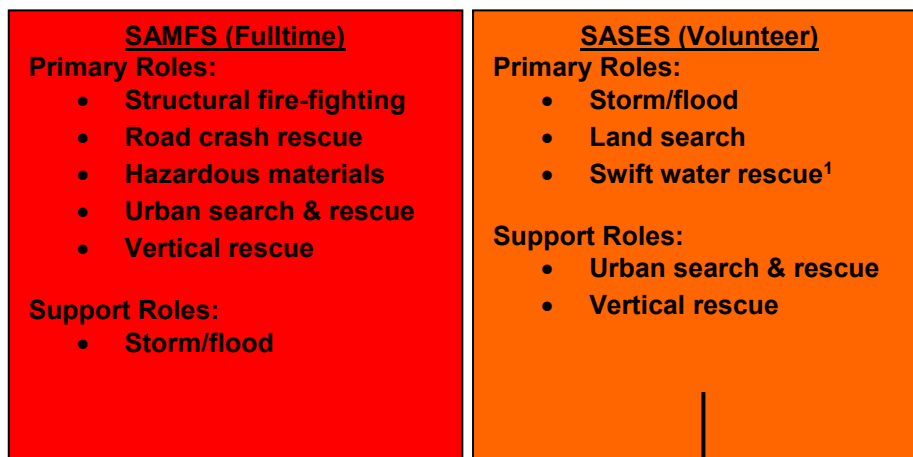 SAMFS (Fulltime)
Primary Roles:
• Structural fire-fighting
• Road crash rescue
• Hazardous materials
• Urban search & rescue
• Vertical rescue
Support Roles:
• Storm/flood
SASES (Volunteer)
Primary Roles:
• Storm/flood
• Land search
• Swift water rescue¹
Support Roles:
• Urban search & rescue
• Vertical rescue